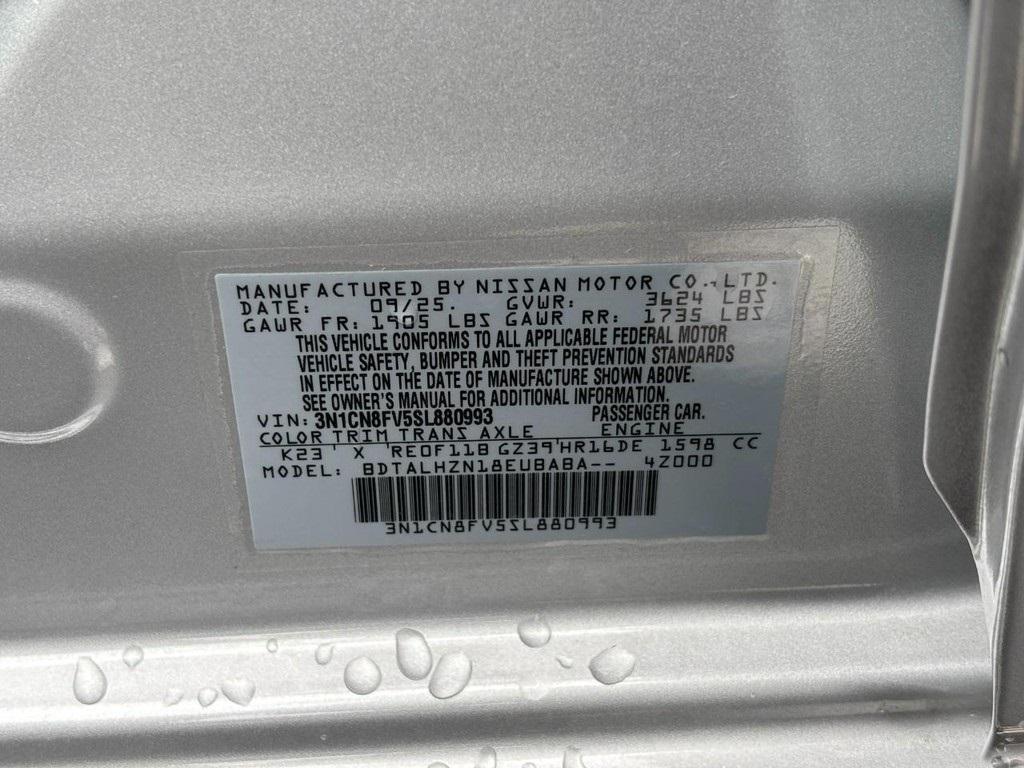 MANUFACTURED BY NISSAN MOTOR CO.,LTD.
DATE: 09/25. GVWR: 3624 LBS
GAWR FR: 1905 LBS GAWR RR: 1735 LBS
THIS VEHICLE CONFORMS TO ALL APPLICABLE FEDERAL MOTOR
VEHICLE SAFETY, BUMPER AND THEFT PREVENTION STANDARDS
IN EFFECT ON THE DATE OF MANUFACTURE SHOWN ABOVE.
SEE OWNER'S MANUAL FOR ADDITIONAL INFORMATION.
VIN: 3N1CN8FV5SL880993 PASSENGER CAR.
COLOR TRIM TRANS AXLE ENGINE
K23 ' X 'RE0F11B GZ39'HR16DE 1598 CC
MODEL: BDTALHZN18EUBABA-- 4Z000
3N1CN8FV5SL880993